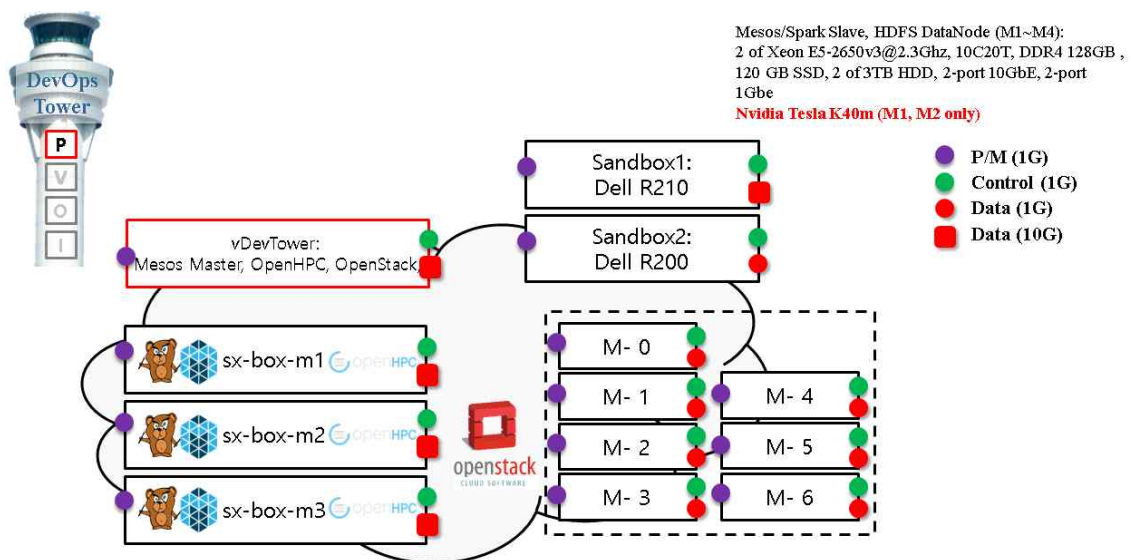 DevOps
Tower
P
V
O
I
Mesos/Spark Slave, HDFS DataNode (M1~M4):
2 of Xeon E5-2650v3@2.3Ghz, 10C20T, DDR4 128GB ,
120 GB SSD, 2 of 3TB HDD, 2-port 10GbE, 2-port
1Gbe
Nvidia Tesla K40m (M1, M2 only)
P/M (1G)
Control (1G)
Data (1G)
Data (10G)
Sandbox1:
Dell R210
Sandbox2:
Dell R200
vDevTower:
Mesos Master, OpenHPC, OpenStack,
sx-box-m1 openHPC
sx-box-m2 openHPC
sx-box-m3 openHPC
openstack
CLOUD SOFTWARE
M- 0
M- 1
M- 2
M- 3
M- 4
M- 5
M- 6